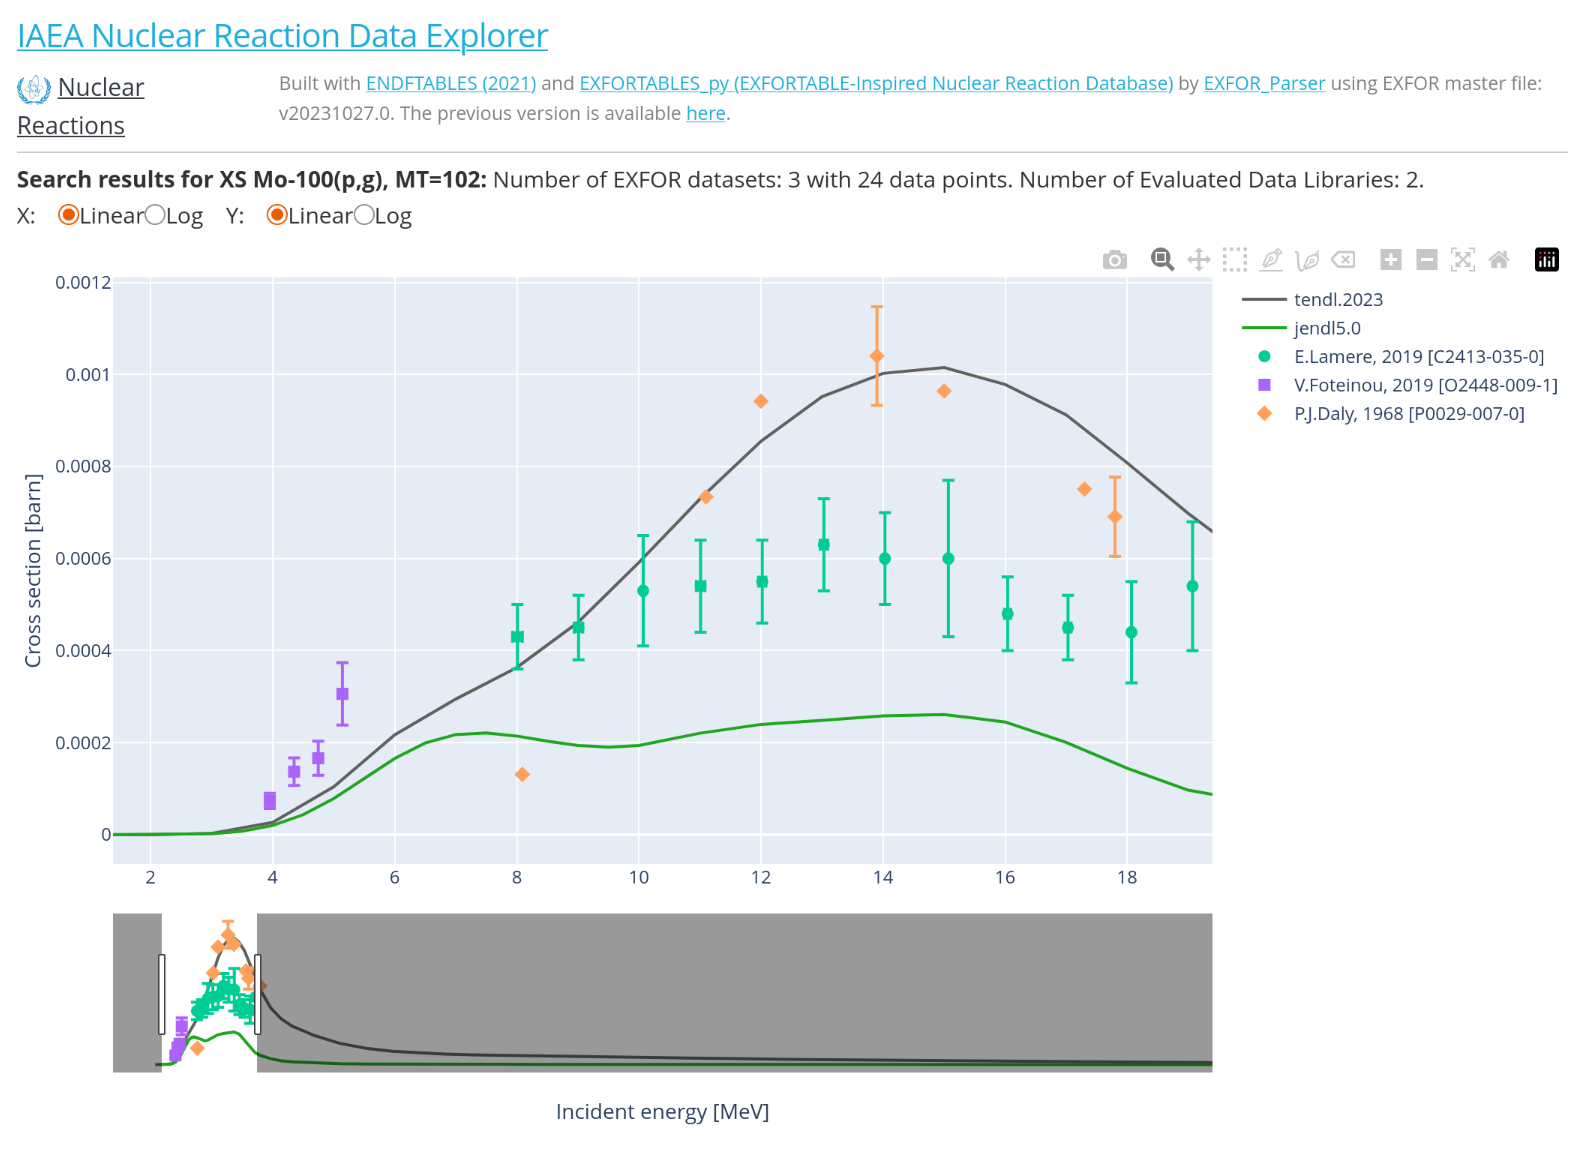 IAEA Nuclear Reaction Data Explorer
Nuclear
Reactions
Built with ENDFTABLES (2021) and EXFORTABLES_py (EXFORTABLE-Inspired Nuclear Reaction Database) by EXFOR_Parser using EXFOR master file:
v20231027.0. The previous version is available here.
Search results for XS Mo-100(p,g), MT=102: Number of EXFOR datasets: 3 with 24 data points. Number of Evaluated Data Libraries: 2.
X: Linear Log Y: Linear Log
tendl.2023
jendl5.0
E.Lamere, 2019 [C2413-035-0]
V.Foteinou, 2019 [O2448-009-1]
P.J.Daly, 1968 [P0029-007-0]
Cross section [barn]
0.0012
0.001
0.0008
0.0006
0.0004
0.0002
0
2 4 6 8 10 12 14 16 18
Incident energy [MeV]